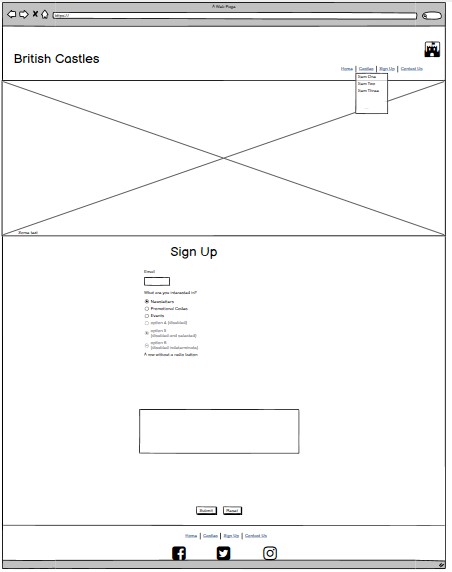 A Web Page
https://
British Castles
Home | Castles | Sign Up | Contact Us
Item One
Item Two
Item Three
Some text
Sign Up
Email
What are you interested in?
Newsletters
Promotional Codes
Events
option 4 (disabled)
option 5
(disabled and selected)
option 6
(disabled indeterminate)
A row without a radio button
Submit Reset
Home | Castles | Sign Up | Contact Us